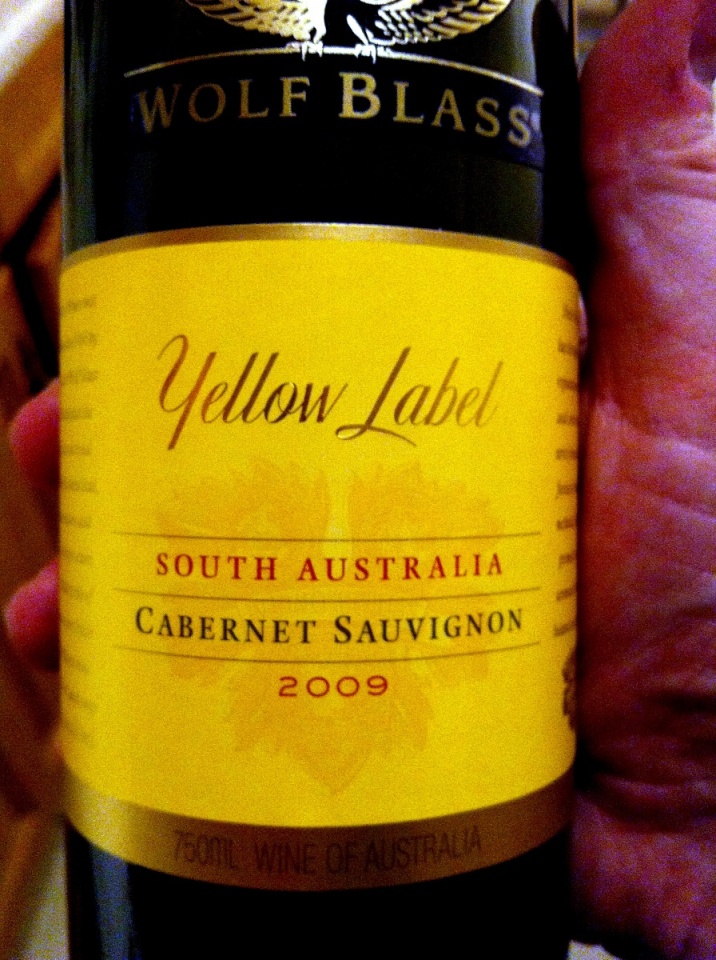 WOLF BLASS
Yellow Label
SOUTH AUSTRALIA
CABERNET SAUVIGNON
2009
750ML WINE OF AUSTRALIA